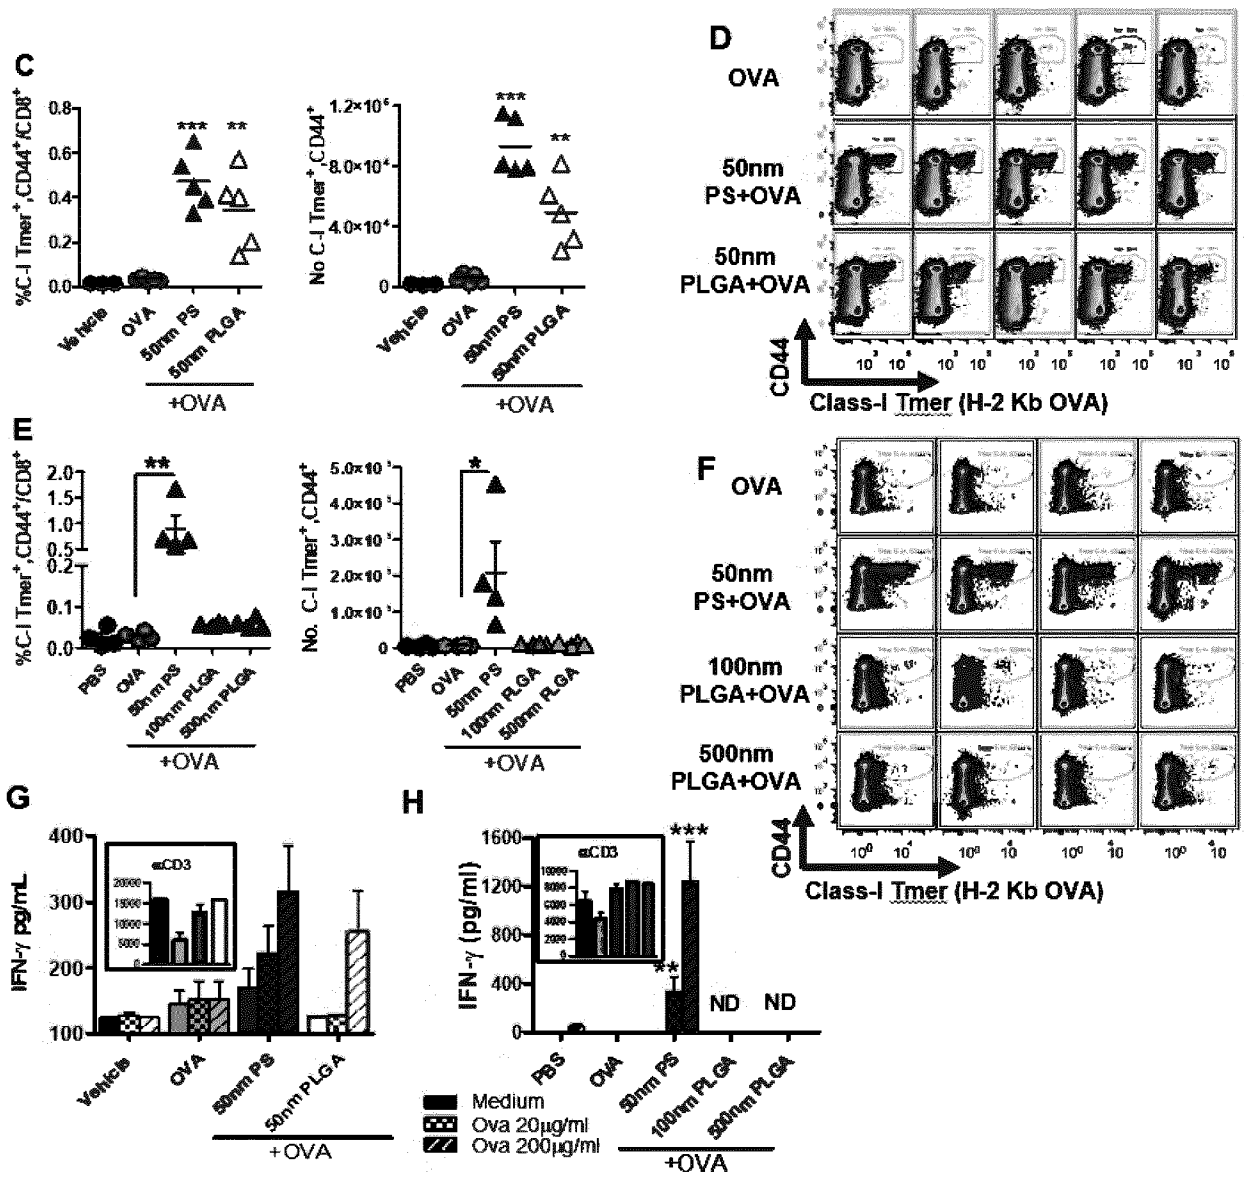 C
%C-I Tmer+,CD44+/CD8+
0.8
0.6
0.4
0.2
0.0
***
**
Vehicle
OVA
50nm PS
50nm PLGA
+OVA
No C-I Tmer+,CD44+
8.0×10⁴
4.0×10⁴
0
***
**
Vehicle
OVA
50nm PS
50nm PLGA
+OVA
D
OVA
50nm
PS+OVA
50nm
PLGA+OVA
CD44
Class-I Tmer (H-2 Kb OVA)
E
%C-I Tmer+,CD44+/CD8+
2.0
1.5
1.0
0.5
0.2
0.1
0.0
**
PBS
OVA
50nm PS
100nm PLGA
500nm PLGA
+OVA
No. C-I Tmer+,CD44+
0
*
PBS
OVA
50nm PS
100nm PLGA
500nm PLGA
+OVA
F
OVA
50nm
PS+OVA
100nm
PLGA+OVA
500nm
PLGA+OVA
CD44
Class-I Tmer (H-2 Kb OVA)
G
IFN-γ pg/mL
400
300
200
100
αCD3
20000
15000
10000
5000
0
Vehicle
OVA
50nm PS
50nm PLGA
+OVA
H
IFN-γ (pg/ml)
1600
1200
800
400
0
αCD3
10000
8000
6000
4000
2000
0
**
***
ND
ND
PBS
OVA
50nm PS
100nm PLGA
500nm PLGA
+OVA
Medium
Ova 20μg/ml
Ova 200μg/ml